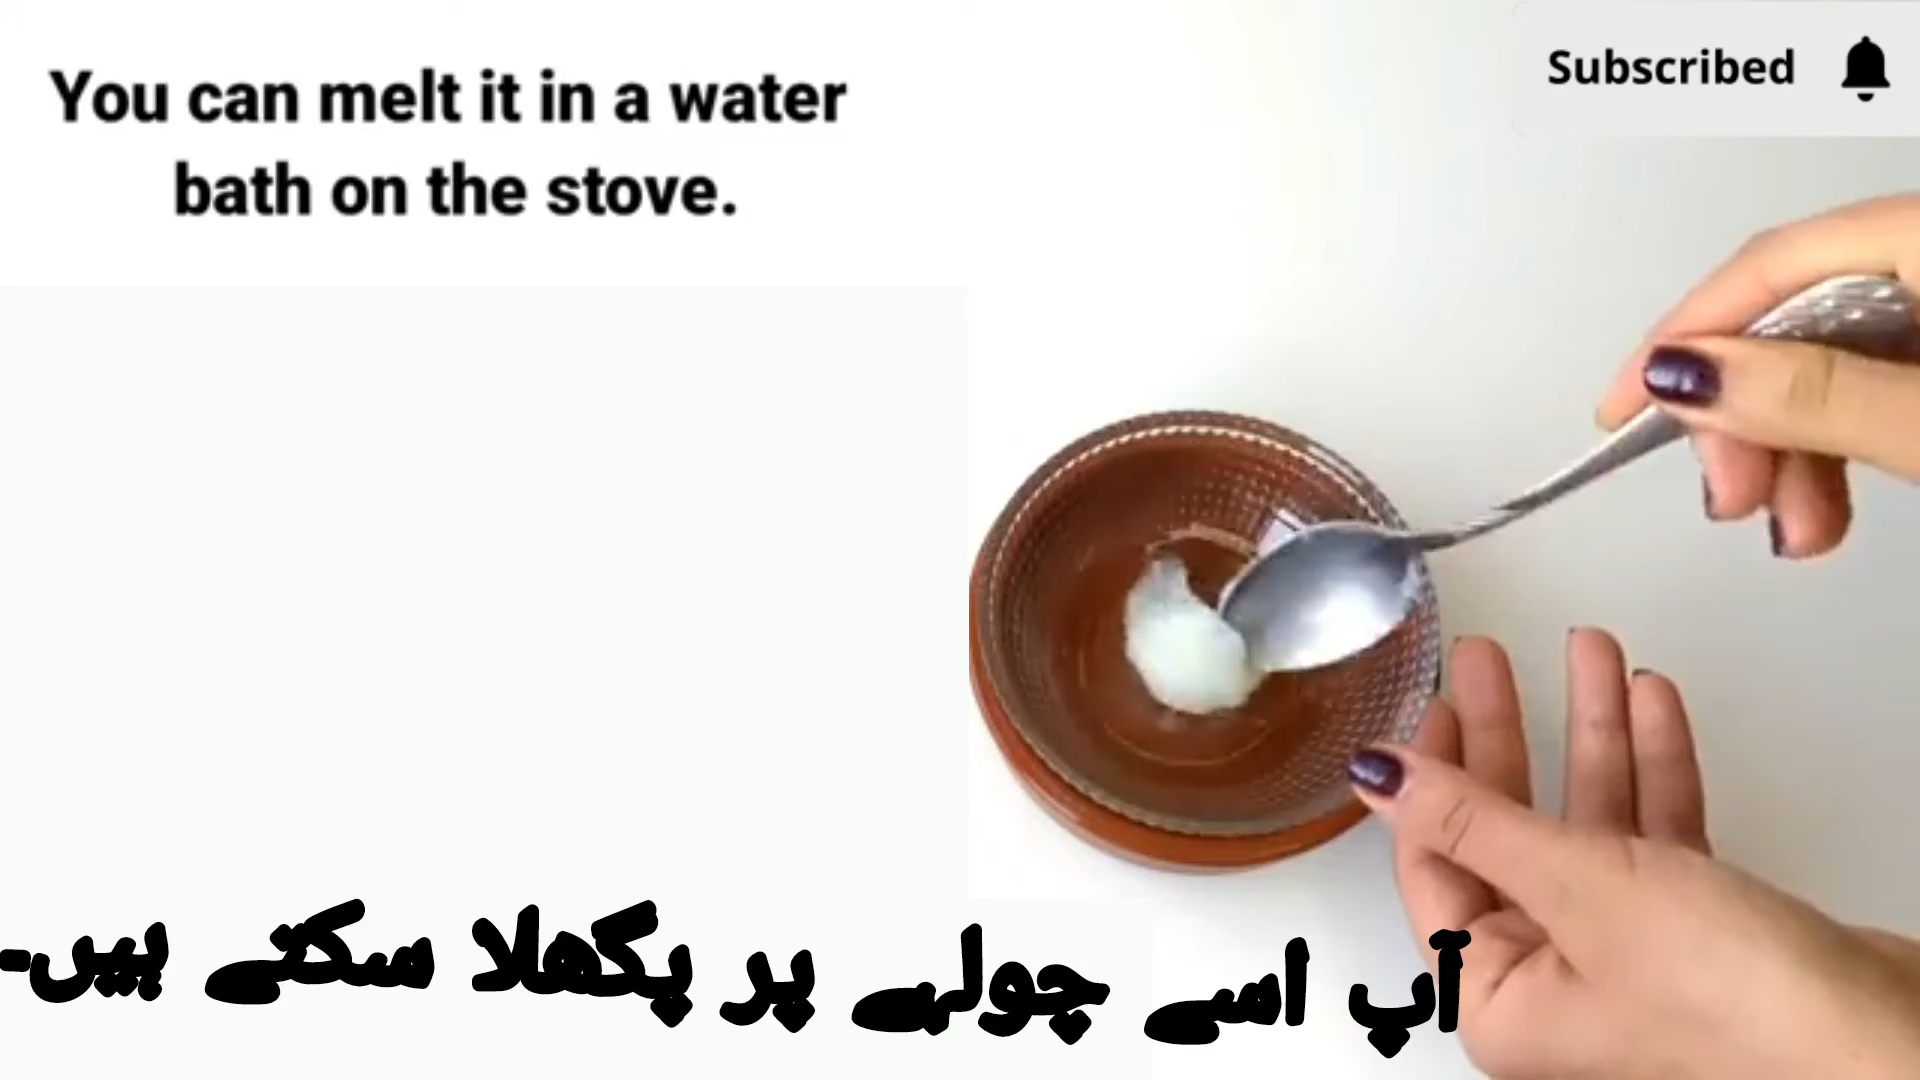 You can melt it in a water
bath on the stove.
Subscribed
آپ اسے چولہے پر پگھلا سکتے ہیں۔